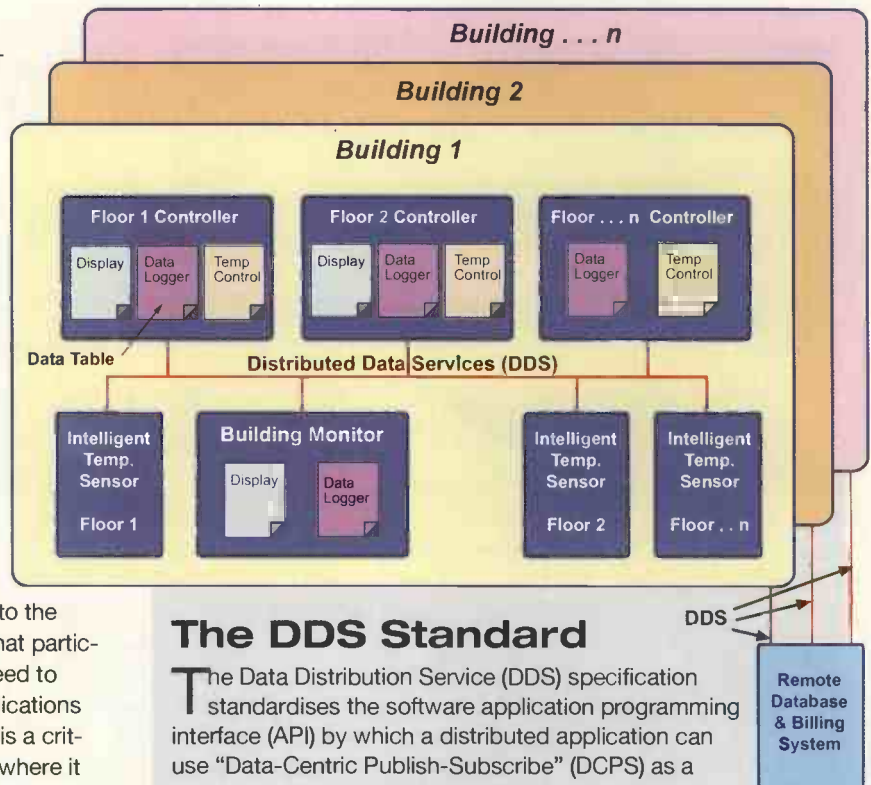 Building . . . n
Building 2
Building 1
Floor 1 Controller
Display
Data
Logger
Temp
Control
Floor 2 Controller
Display
Data
Logger
Temp
Control
Floor . . . n Controller
Data
Logger
Temp
Control
Data Table
Distributed Data Services (DDS)
Intelligent
Temp.
Sensor
Floor 1
Building Monitor
Display
Data
Logger
Intelligent
Temp.
Sensor
Floor 2
Intelligent
Temp.
Sensor
Floor . . n
DDS
Remote
Database
& Billing
System
to the
hat partic-
eed to
ications
is a crit-
where it
The DDS Standard
The Data Distribution Service (DDS) specification
standardises the software application programming
interface (API) by which a distributed application can
use “Data-Centric Publish-Subscribe” (DCPS) as a